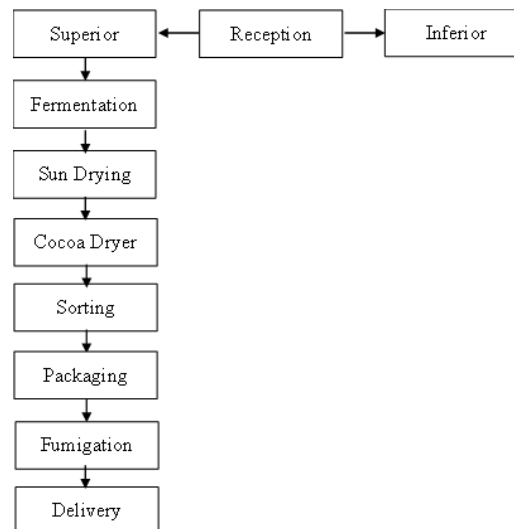 Superior
Reception
Inferior
Fermentation
Sun Drying
Cocoa Dryer
Sorting
Packaging
Fumigation
Delivery